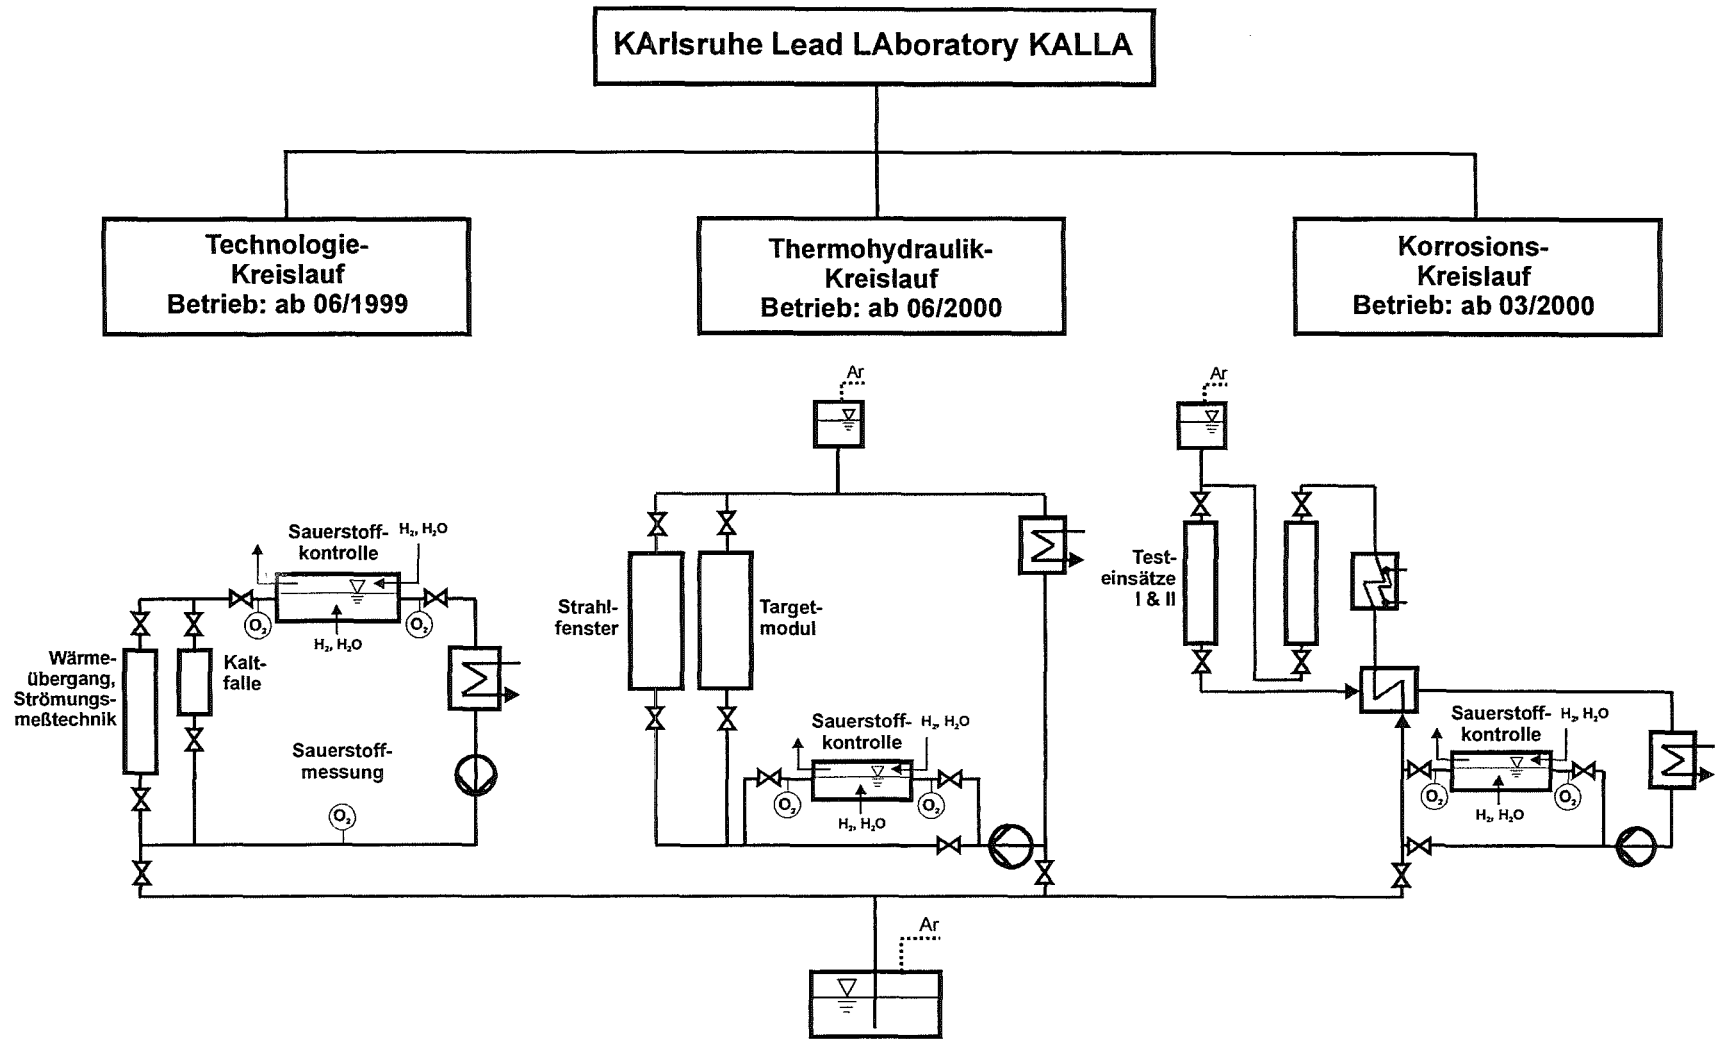 KArlsruhe Lead LAboratory KALLA
Technologie-
Kreislauf
Betrieb: ab 06/1999
Thermohydraulik-
Kreislauf
Betrieb: ab 06/2000
Korrosions-
Kreislauf
Betrieb: ab 03/2000
Sauerstoff-
kontrolle
H₂, H₂O
O₂
O₂
H₂, H₂O
Wärme-
übergang,
Strömungs-
meßtechnik
Kalt-
falle
Sauerstoff-
messung
O₂
Ar
Strahl-
fenster
Target-
modul
Sauerstoff-
kontrolle
H₂, H₂O
O₂
O₂
H₂, H₂O
Ar
Test-
einsätze
I & II
Sauerstoff-
kontrolle
H₂, H₂O
O₂
O₂
H₂, H₂O
Ar